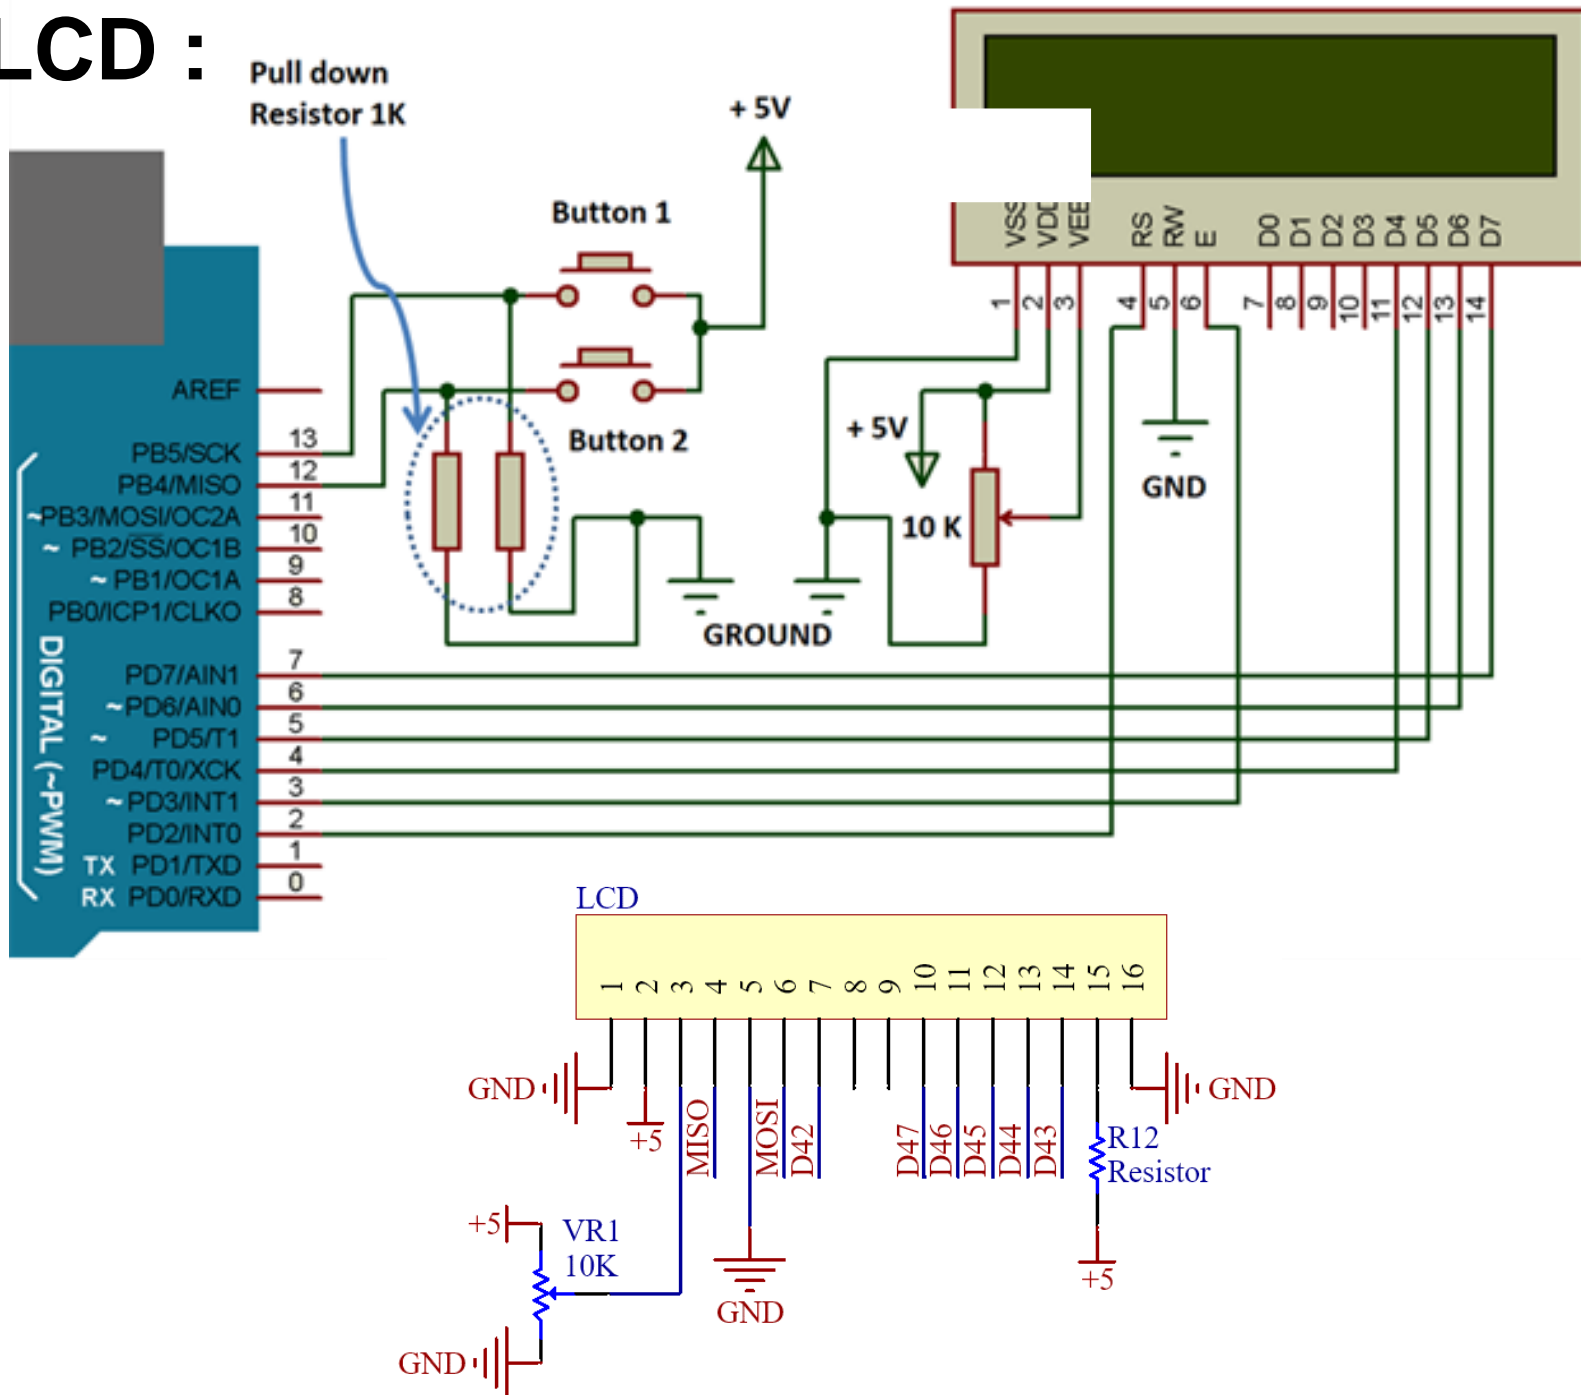 LCD :
Pull down
Resistor 1K
+ 5V
Button 1
Button 2
VSS
VDD
VEE
RS
RW
E
D0
D1
D2
D3
D4
D5
D6
D7
1
2
3
4
5
6
7
8
9
10
11
12
13
14
+ 5V
10 K
GND
GROUND
AREF
PB5/SCK 13
PB4/MISO 12
~PB3/MOSI/OC2A 11
~ PB2/SS/OC1B 10
~ PB1/OC1A 9
PB0/ICP1/CLKO 8
DIGITAL (~PWM)
PD7/AIN1 7
~PD6/AIN0 6
~ PD5/T1 5
PD4/T0/XCK 4
~PD3/INT1 3
PD2/INT0 2
TX PD1/TXD 1
RX PD0/RXD 0
LCD
1
2
3
4
5
6
7
8
9
10
11
12
13
14
15
16
GND
+5
MISO
MOSI
D42
D47
D46
D45
D44
D43
R12
Resistor
GND
+5
VR1
10K
GND
GND
+5